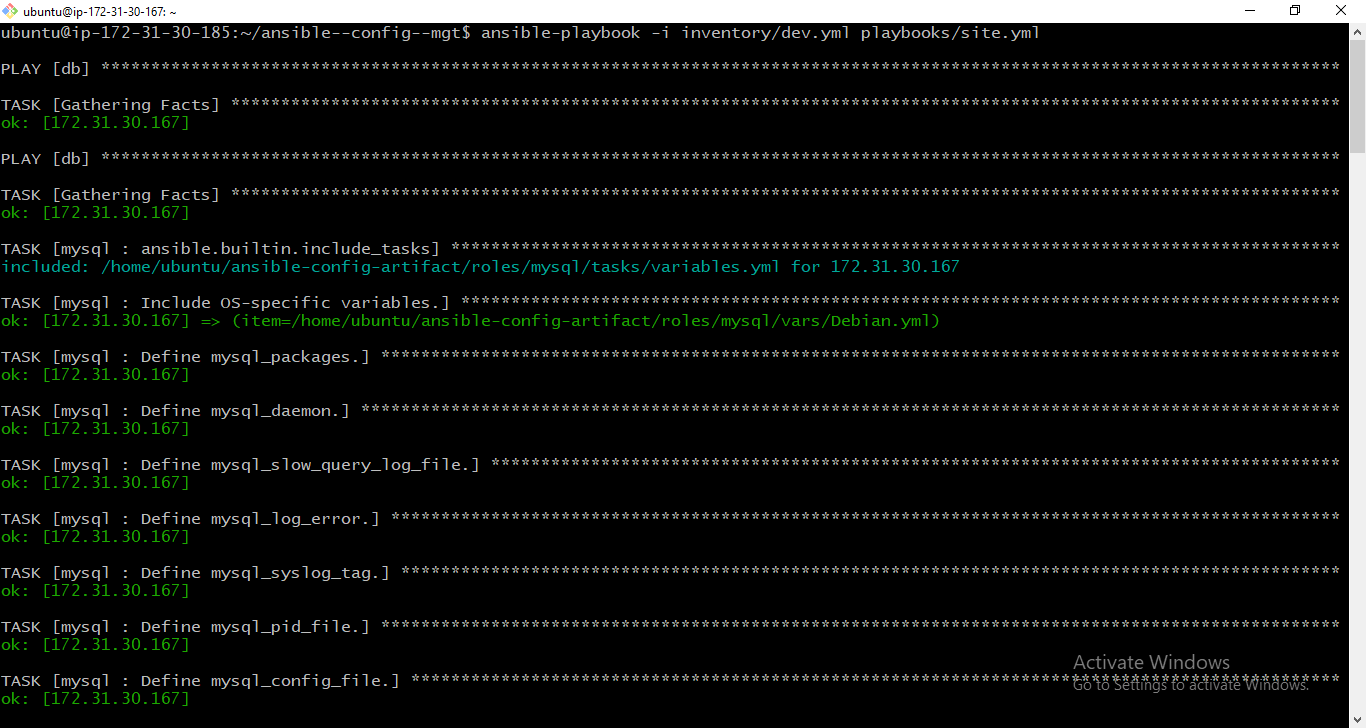 ubuntu@ip-172-31-30-167: ~
ubuntu@ip-172-31-30-185:~/ansible--config--mgt$ ansible-playbook -i inventory/dev.yml playbooks/site.yml
PLAY [db] ****************************************************************************************************************************
TASK [Gathering Facts] ***************************************************************************************************************
ok: [172.31.30.167]
PLAY [db] ****************************************************************************************************************************
TASK [Gathering Facts] ***************************************************************************************************************
ok: [172.31.30.167]
TASK [mysql : ansible.builtin.include_tasks] *****************************************************************************************
included: /home/ubuntu/ansible-config-artifact/roles/mysql/tasks/variables.yml for 172.31.30.167
TASK [mysql : Include OS-specific variables.] ****************************************************************************************
ok: [172.31.30.167] => (item=/home/ubuntu/ansible-config-artifact/roles/mysql/vars/Debian.yml)
TASK [mysql : Define mysql_packages.] ************************************************************************************************
ok: [172.31.30.167]
TASK [mysql : Define mysql_daemon.] **************************************************************************************************
ok: [172.31.30.167]
TASK [mysql : Define mysql_slow_query_log_file.] *************************************************************************************
ok: [172.31.30.167]
TASK [mysql : Define mysql_log_error.] ***********************************************************************************************
ok: [172.31.30.167]
TASK [mysql : Define mysql_syslog_tag.] **********************************************************************************************
ok: [172.31.30.167]
TASK [mysql : Define mysql_pid_file.] ************************************************************************************************
ok: [172.31.30.167]
TASK [mysql : Define mysql_config_file.] *********************************************************************************************
ok: [172.31.30.167]
Activate Windows
Go to Settings to activate Windows.